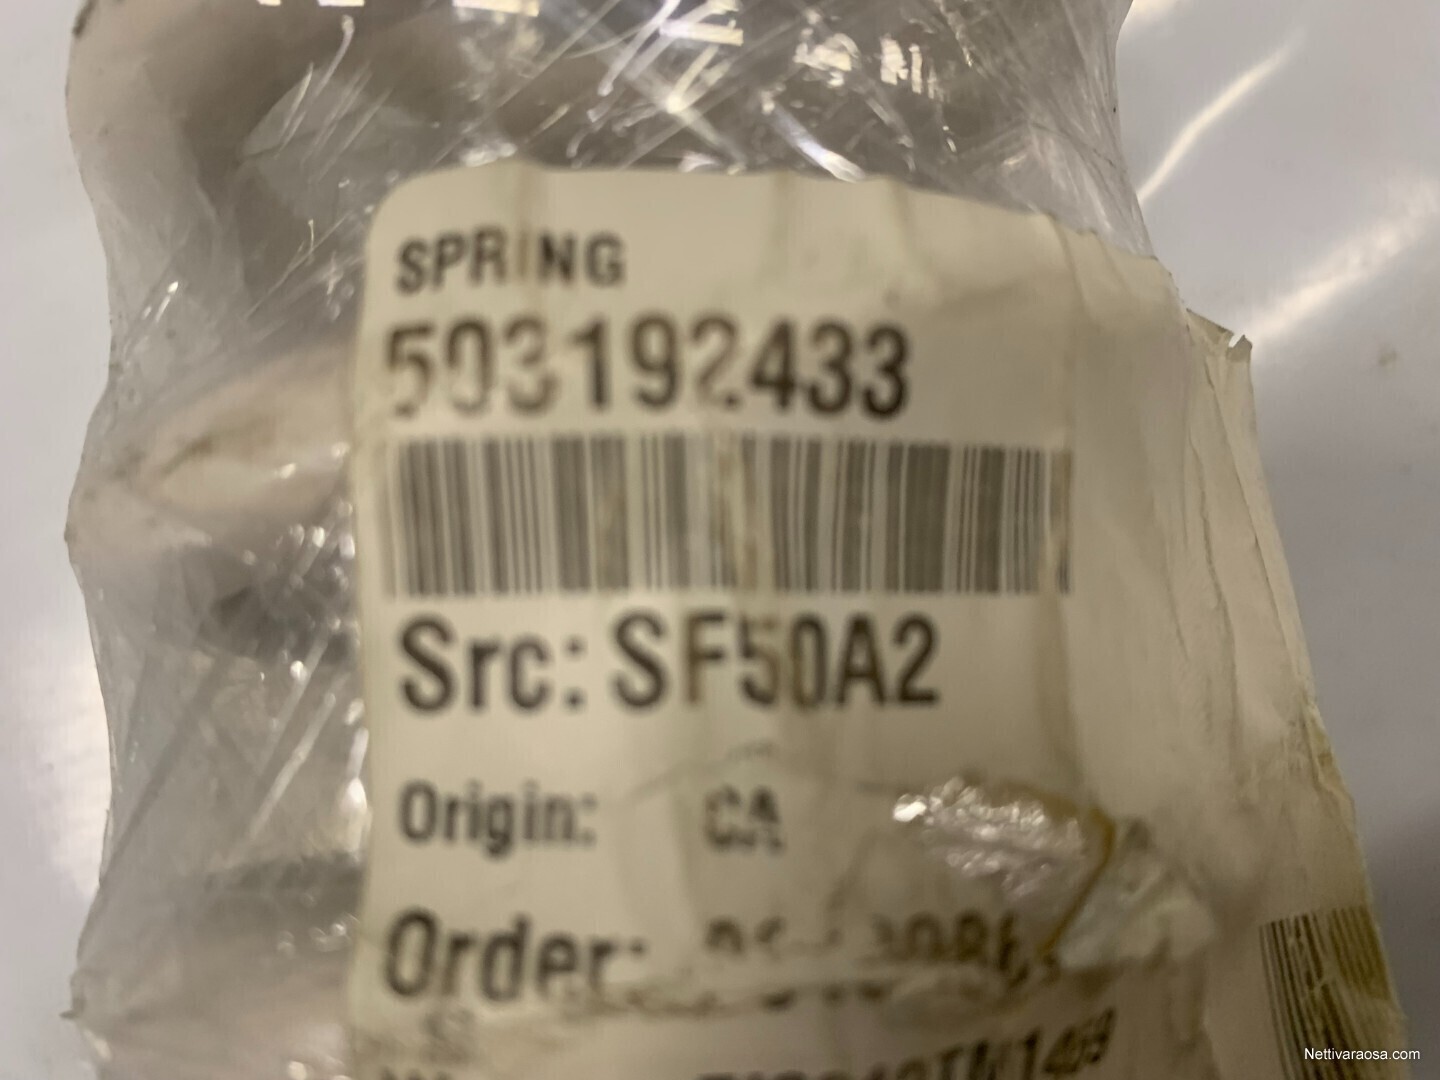 SPRING
503192433
Src: SF50A2
Origin: CA
Order:
Nettivaraosa.com